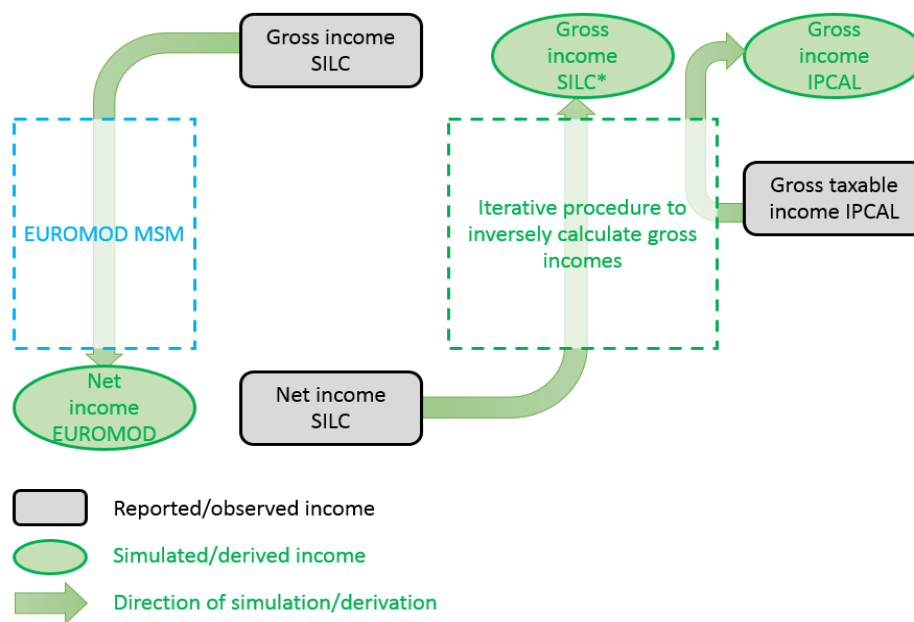 Gross income
SILC
Gross
income
SILC*
Gross
income
IPCAL
EUROMOD MSM
Iterative procedure to
inversely calculate gross
incomes
Gross taxable
income IPCAL
Net
income
EUROMOD
Net income
SILC
Reported/observed income
Simulated/derived income
Direction of simulation/derivation